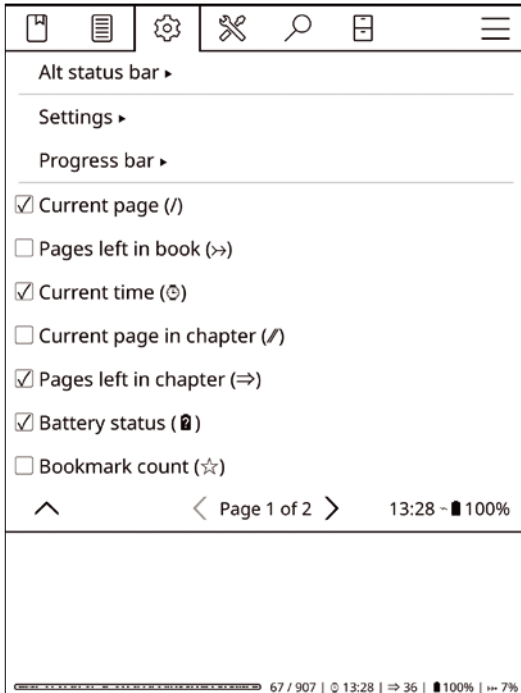 Alt status bar ▸
Settings ▸
Progress bar ▸
Current page (/)
Pages left in book (↣)
Current time (⌚)
Current page in chapter (//)
Pages left in chapter (⇒)
Battery status ()
Bookmark count (☆)
Page 1 of 2
13:28 100%
67 / 907 | ⌚ 13:28 | ⇒ 36 | 100% | ⤠ 7%